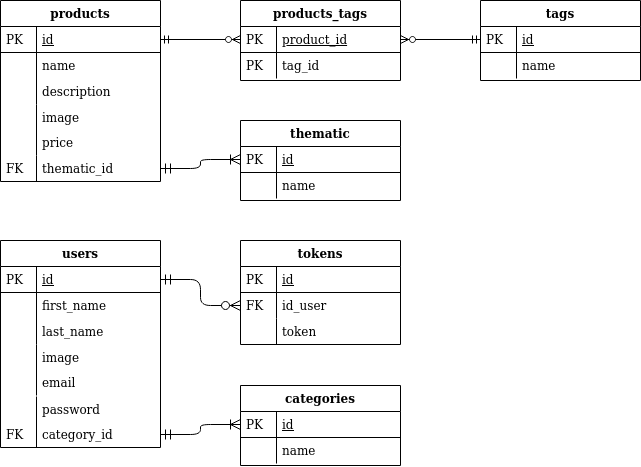 products
PK id
name
description
image
price
FK thematic_id
products_tags
PK product_id
PK tag_id
tags
PK id
name
thematic
PK id
name
users
PK id
first_name
last_name
image
email
password
FK category_id
tokens
PK id
FK id_user
token
categories
PK id
name